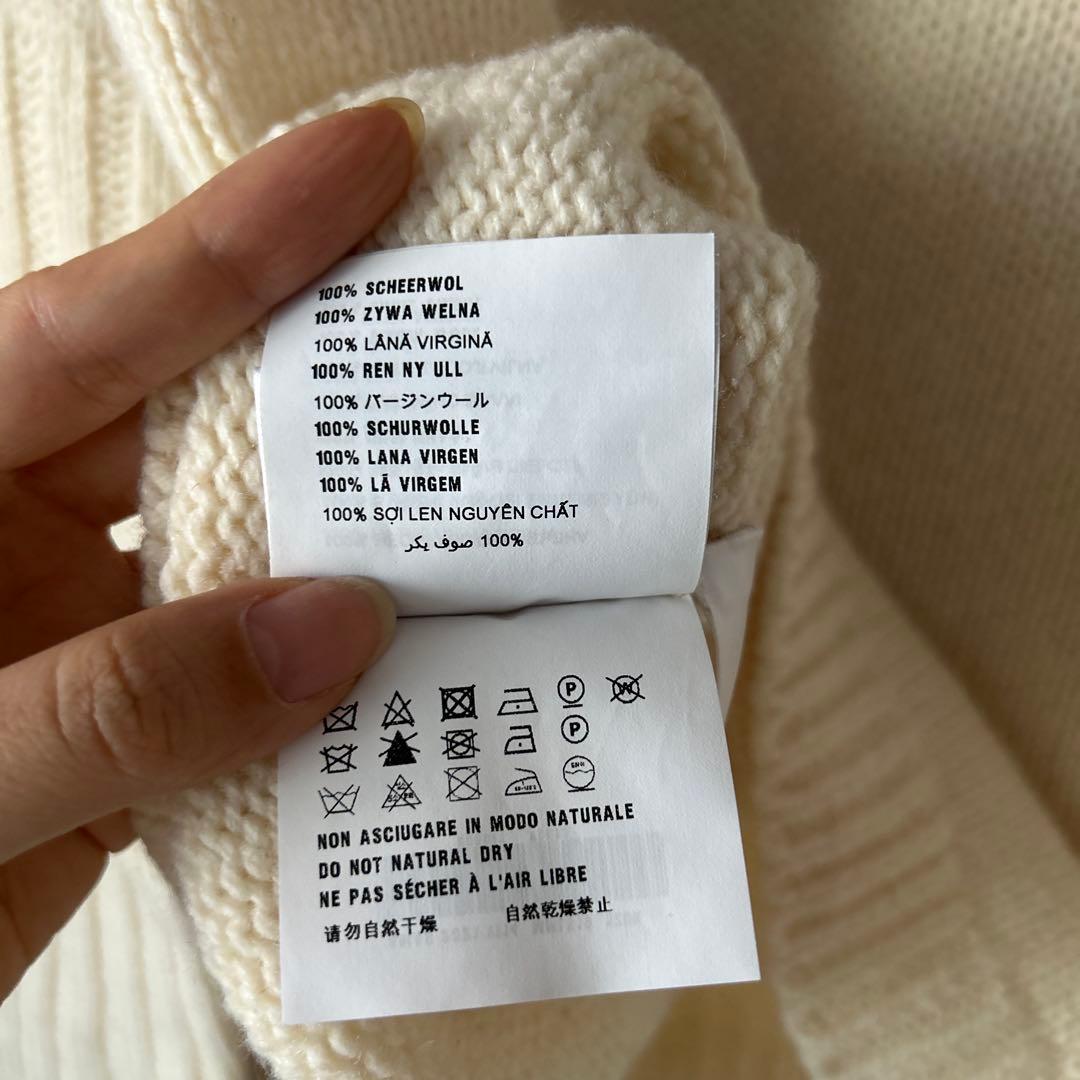 100% SCHEERWOL
100% ZYWA WELNA
100% LÂNĂ VIRGINĂ
100% REN NY ULL
100% バージンウール
100% SCHURWOLLE
100% LANA VIRGEN
100% LÃ VIRGEM
100% SỢI LEN NGUYÊN CHẤT
100% صوف يكر
P W
P
NON ASCIUGARE IN MODO NATURALE
DO NOT NATURAL DRY
NE PAS SÉCHER À L'AIR LIBRE
请勿自然干燥 自然乾燥禁止